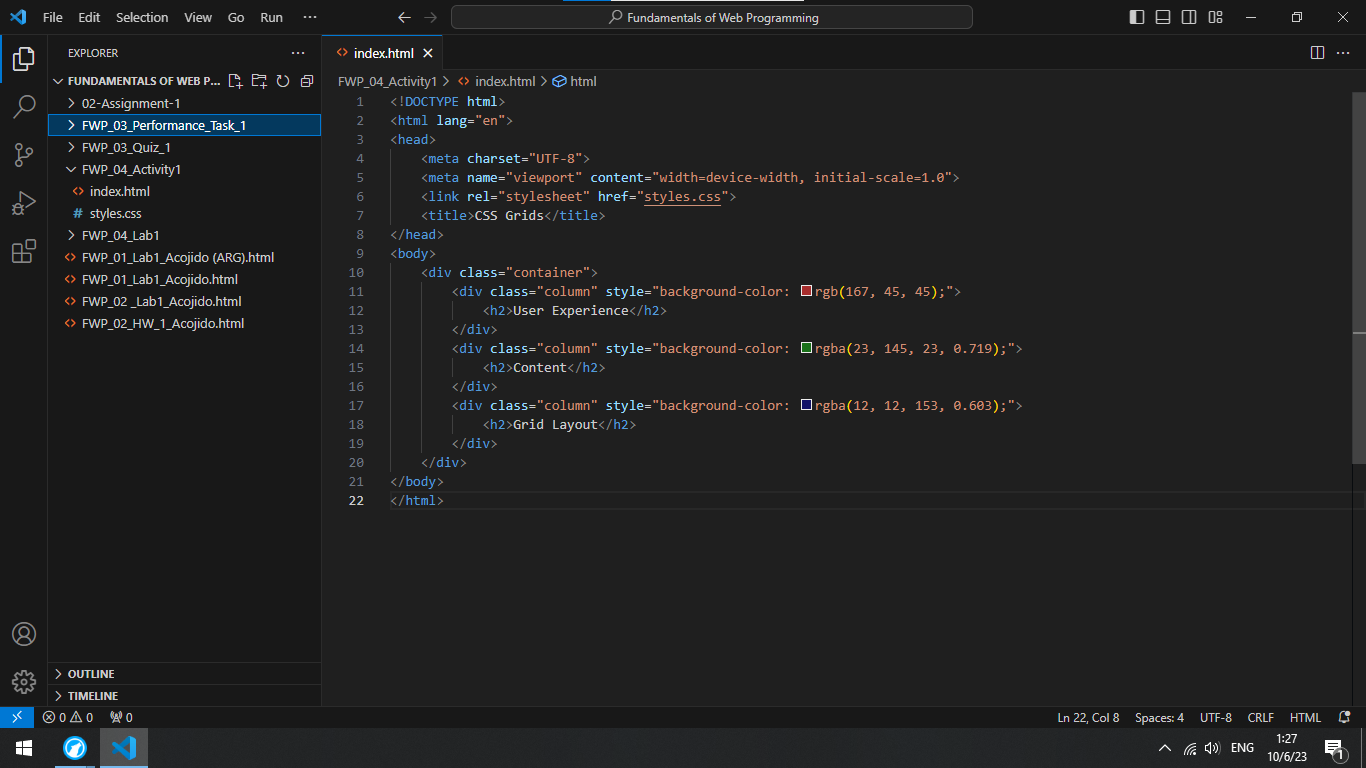 File Edit Selection View Go Run ··· Fundamentals of Web Programming
EXPLORER ···
FUNDAMENTALS OF WEB P...
02-Assignment-1
FWP_03_Performance_Task_1
FWP_03_Quiz_1
FWP_04_Activity1
index.html
# styles.css
FWP_04_Lab1
FWP_01_Lab1_Acojido (ARG).html
FWP_01_Lab1_Acojido.html
FWP_02 _Lab1_Acojido.html
FWP_02_HW_1_Acojido.html
OUTLINE
TIMELINE
index.html
FWP_04_Activity1 > index.html > html
1 <!DOCTYPE html>
2 <html lang="en">
3 <head>
4 <meta charset="UTF-8">
5 <meta name="viewport" content="width=device-width, initial-scale=1.0">
6 <link rel="stylesheet" href="styles.css">
7 <title>CSS Grids</title>
8 </head>
9 <body>
10 <div class="container">
11 <div class="column" style="background-color: rgb(167, 45, 45);">
12 <h2>User Experience</h2>
13 </div>
14 <div class="column" style="background-color: rgba(23, 145, 23, 0.719);">
15 <h2>Content</h2>
16 </div>
17 <div class="column" style="background-color: rgba(12, 12, 153, 0.603);">
18 <h2>Grid Layout</h2>
19 </div>
20 </div>
21 </body>
22 </html>
0 0 0 Ln 22, Col 8 Spaces: 4 UTF-8 CRLF HTML
ENG 1:27
10/6/23 1